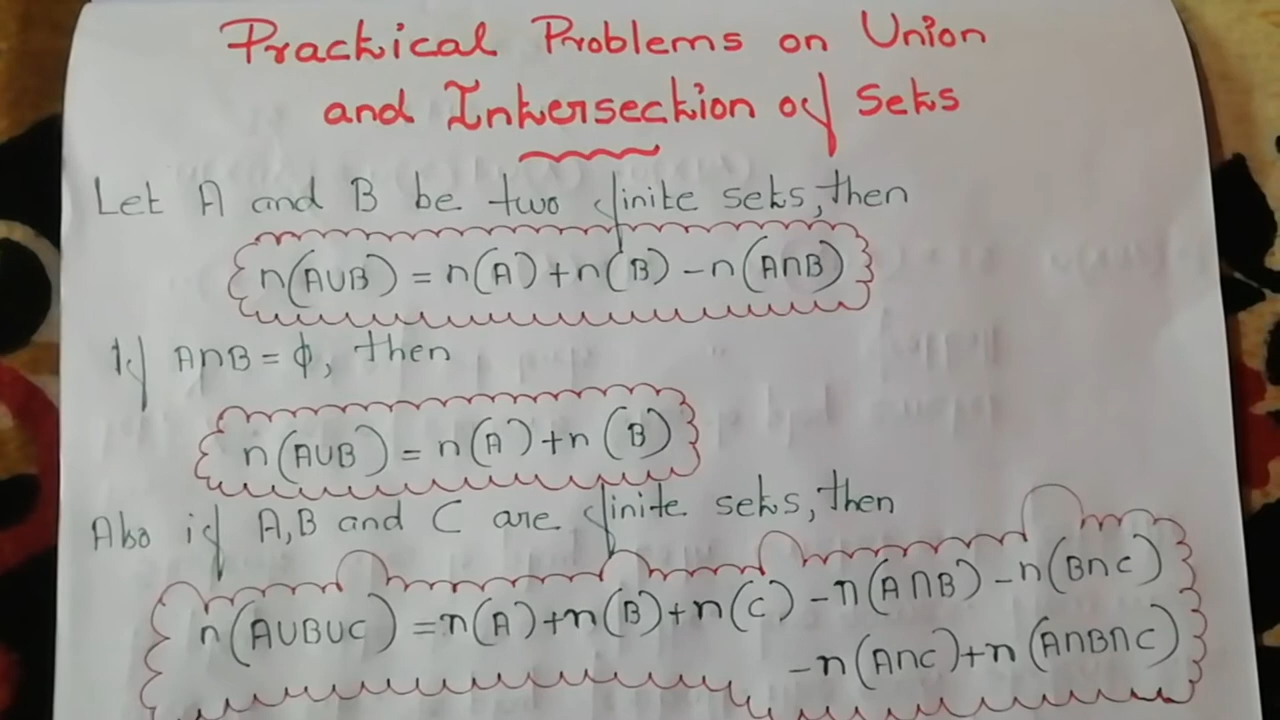 Practical Problems on Union
and Intersection of Sets
Let A and B be two finite sets, then
n(A∪B) = n(A)+n(B)-n(A∩B)
If A∩B = ϕ, then
n(A∪B) = n(A)+n(B)
Also if A,B and C are finite sets, then
n(A∪B∪C) = n(A)+n(B)+n(C)-n(A∩B)-n(B∩C)
-n(A∩C)+n(A∩B∩C)